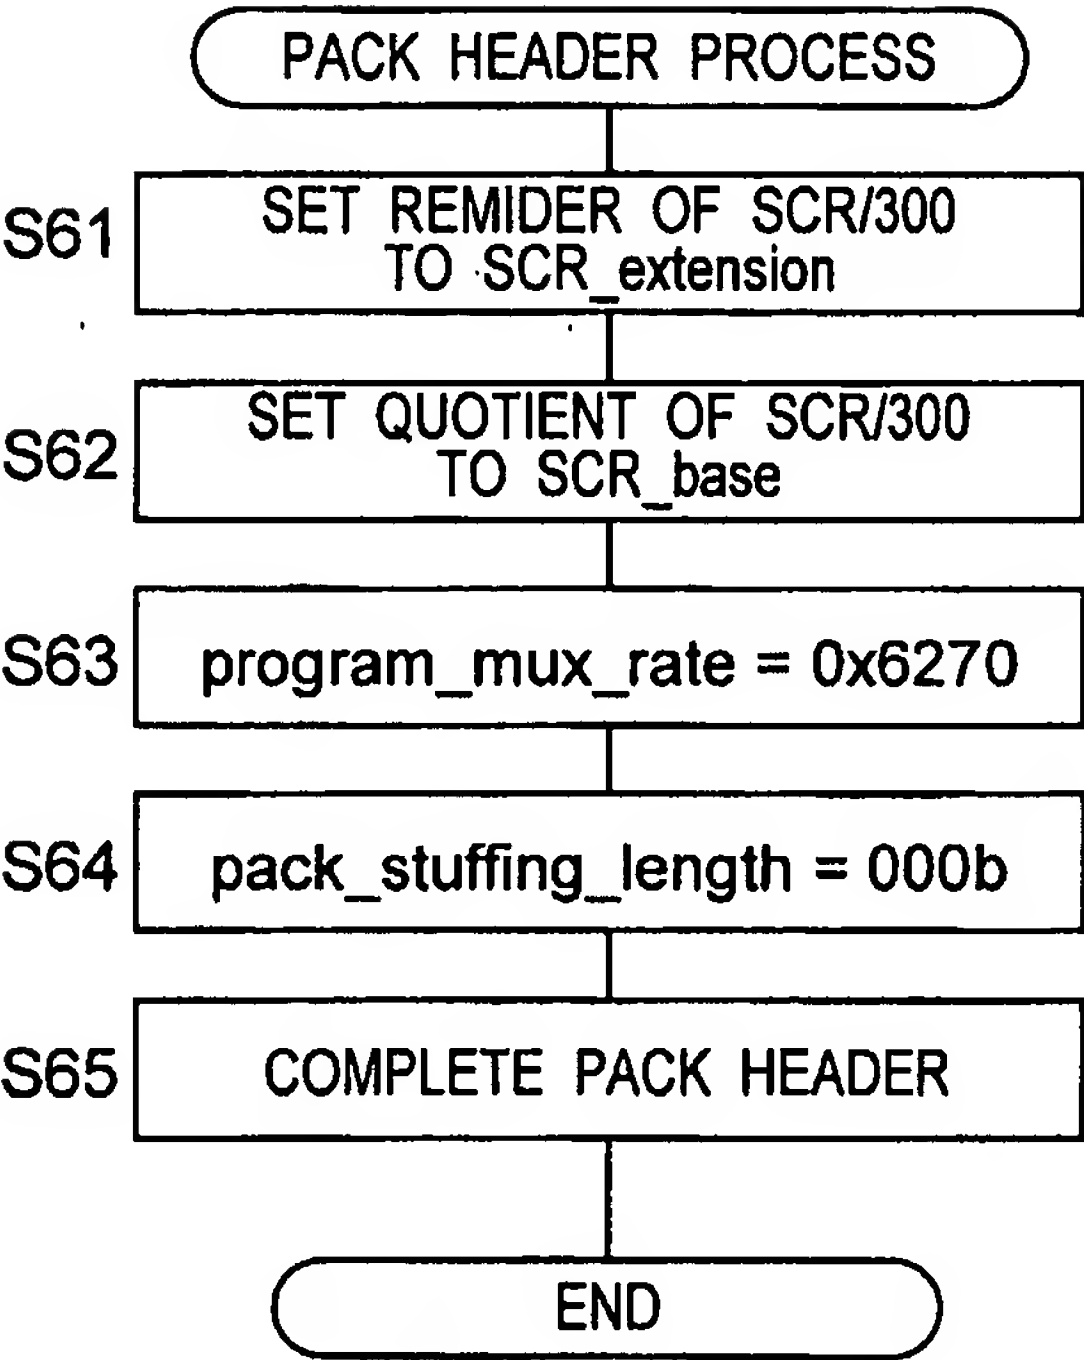 PACK HEADER PROCESS
S61
SET REMIDER OF SCR/300
TO SCR_extension
S62
SET QUOTIENT OF SCR/300
TO SCR_base
S63
program_mux_rate = 0x6270
S64
pack_stuffing_length = 000b
S65
COMPLETE PACK HEADER
END